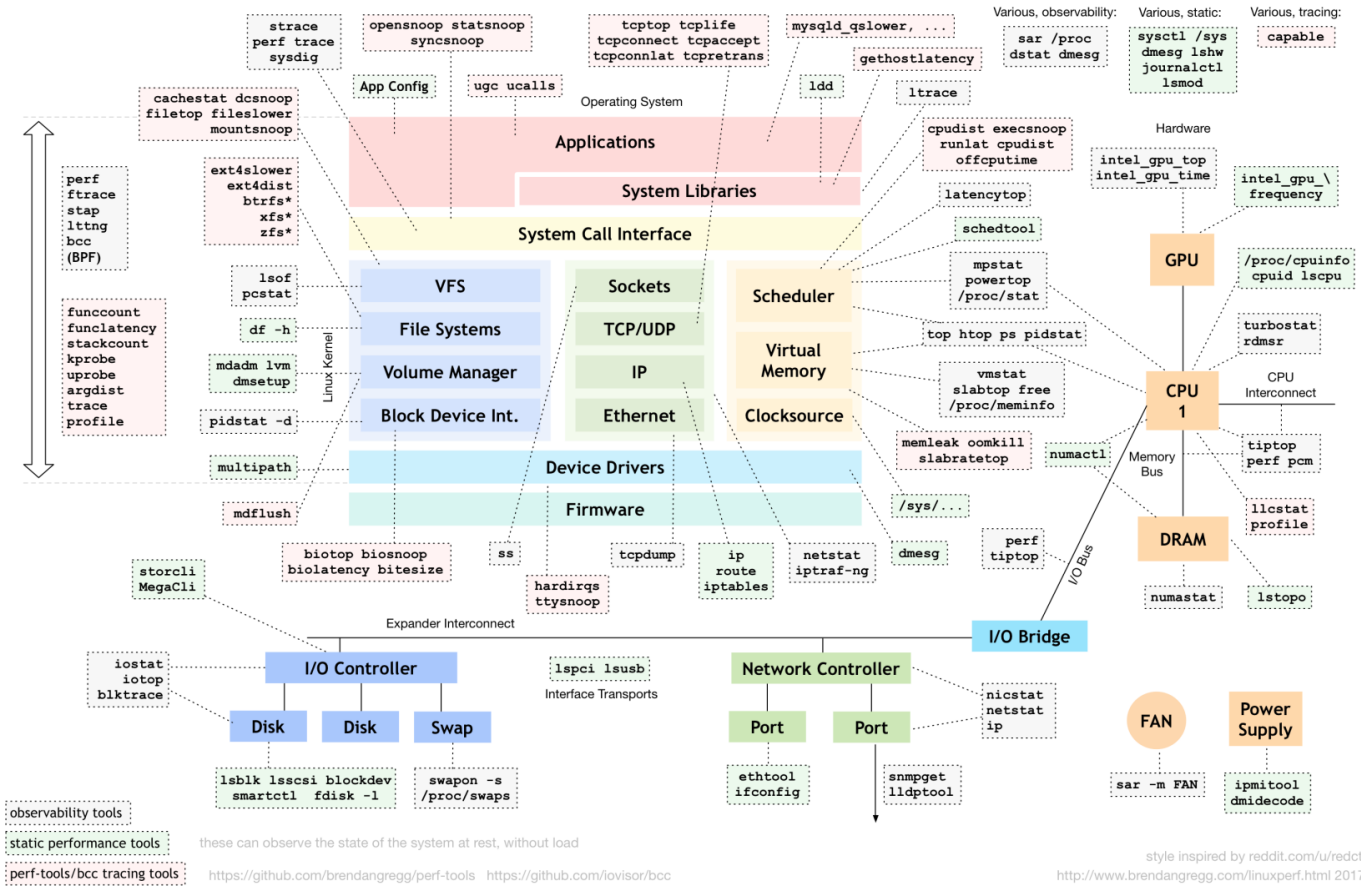 strace
perf trace
sysdig
opensnoop statsnoop
syncsnoop
tcptop tcplife
tcpconnect tcpaccept
tcpconnlat tcpretrans
mysqld_qslower, ...
gethostlatency
Various, observability:
sar /proc
dstat dmesg
Various, static:
sysctl /sys
dmesg lshw
journalctl
lsmod
Various, tracing:
capable
App Config
ugc ucalls
Operating System
ldd
ltrace
cachestat dcsnoop
filetop fileslower
mountsnoop
Applications
System Libraries
System Call Interface
cpudist execsnoop
runlat cpudist
offcputime
Hardware
intel_gpu_top
intel_gpu_time
intel_gpu_\
frequency
perf
ftrace
stap
lttng
bcc
(BPF)
ext4slower
ext4dist
btrfs*
xfs*
zfs*
latencytop
schedtool
GPU
/proc/cpuinfo
cpuid lscpu
lsof
pcstat
VFS
Sockets
Scheduler
mpstat
powertop
/proc/stat
funccount
funclatency
stackcount
kprobe
uprobe
argdist
trace
profile
df -h
Linux Kernel
File Systems
TCP/UDP
top htop ps pidstat
turbostat
rdmsr
mdadm lvm
dmsetup
Volume Manager
IP
Virtual
Memory
vmstat
slabtop free
/proc/meminfo
CPU
1
CPU
Interconnect
pidstat -d
Block Device Int.
Ethernet
Clocksource
memleak oomkill
slabratetop
numactl
Memory
Bus
tiptop
perf pcm
multipath
Device Drivers
mdflush
Firmware
/sys/...
llcstat
profile
DRAM
biotop biosnoop
biolatency bitesize
ss
hardirqs
ttysnoop
tcpdump
ip
route
iptables
netstat
iptraf-ng
dmesg
perf
tiptop
I/O Bus
numastat
lstopo
storcli
MegaCli
Expander Interconnect
I/O Bridge
iostat
iotop
blktrace
I/O Controller
lspci lsusb
Interface Transports
Network Controller
nicstat
netstat
ip
Disk
Disk
Swap
Port
Port
FAN
Power
Supply
lsblk lsscsi blockdev
smartctl fdisk -l
swapon -s
/proc/swaps
ethtool
ifconfig
snmpget
lldptool
sar -m FAN
ipmitool
dmidecode
observability tools
static performance tools
these can observe the state of the system at rest, without load
perf-tools/bcc tracing tools
https://github.com/brendangregg/perf-tools https://github.com/iovisor/bcc
style inspired by reddit.com/u/redct
http://www.brendangregg.com/linuxperf.html 2017